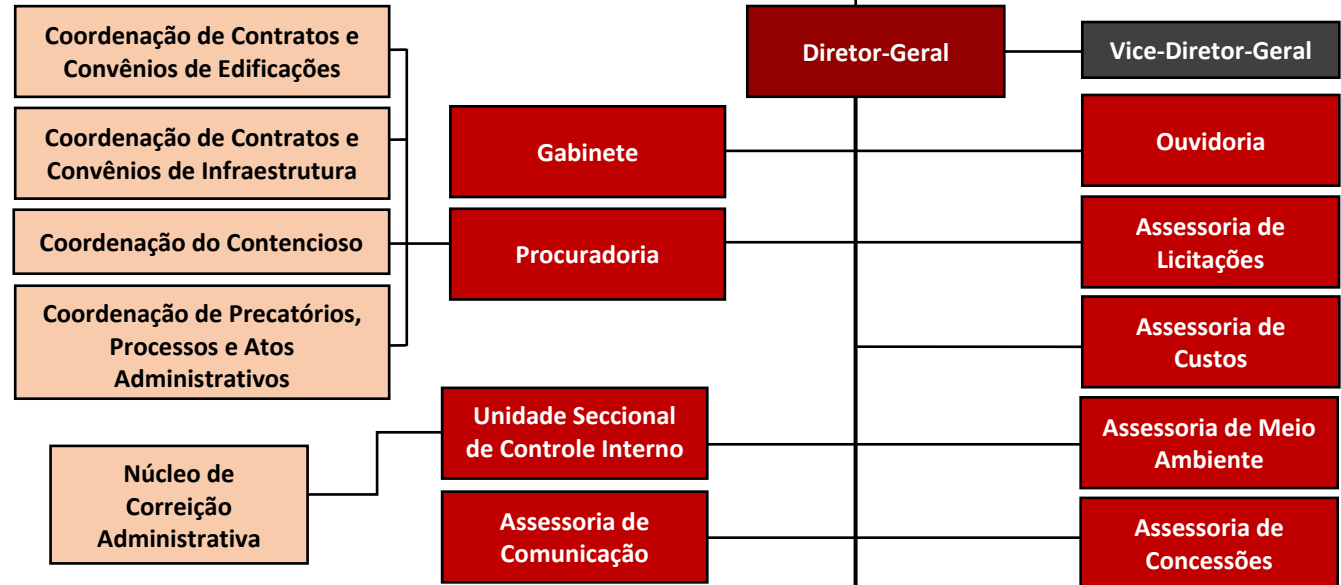 Diretor-Geral
Vice-Diretor-Geral
Coordenação de Contratos e
Convênios de Edificações
Coordenação de Contratos e
Convênios de Infraestrutura
Coordenação do Contencioso
Coordenação de Precatórios,
Processos e Atos
Administrativos
Gabinete
Procuradoria
Ouvidoria
Assessoria de
Licitações
Assessoria de
Custos
Núcleo de
Correição
Administrativa
Unidade Seccional
de Controle Interno
Assessoria de
Comunicação
Assessoria de Meio
Ambiente
Assessoria de
Concessões